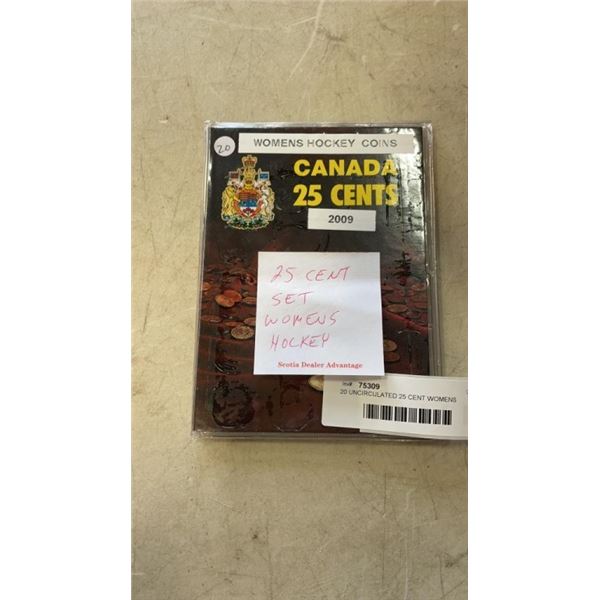 20
WOMENS HOCKEY COINS
CANADA
25 CENTS
2009
25 CENT
SET
WOMENS
HOCKEY
Scotia Dealer Advantage
inv# 75309
20 UNCIRCULATED 25 CENT WOMENS